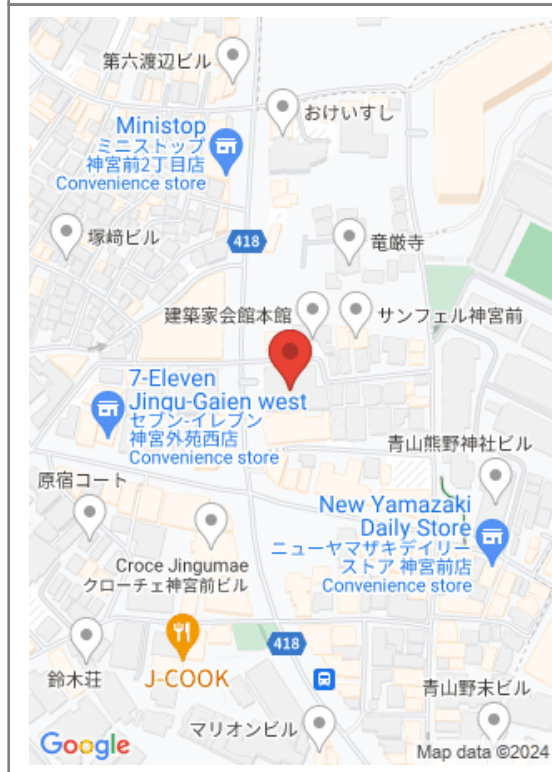 第六渡辺ビル
おけいすし
Ministop
ミニストップ
神宮前2丁目店
Convenience store
塚﨑ビル
418
竜厳寺
建築家会館本館
サンフェル神宮前
7-Eleven
Jingu-Gaien west
セブン-イレブン
神宮外苑西店
Convenience store
青山熊野神社ビル
原宿コート
New Yamazaki
Daily Store
ニューヤマザキデイリー
ストア 神宮前店
Convenience store
Croce Jingumae
クローチェ神宮前ビル
418
鈴木荘
J-COOK
青山野末ビル
マリオンビル
Google
Map data ©2024